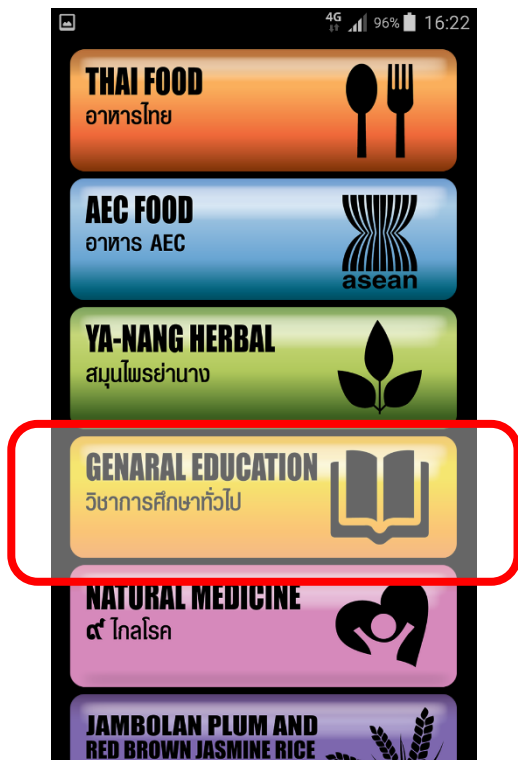 4G 96% 16:22
THAI FOOD
อาหารไทย
AEC FOOD
อาหาร AEC
asean
YA-NANG HERBAL
สมุนไพรย่านาง
GENARAL EDUCATION
วิชาการศึกษาทั่วไป
NATURAL MEDICINE
๙ ไกลโรค
JAMBOLAN PLUM AND
RED BROWN JASMINE RICE